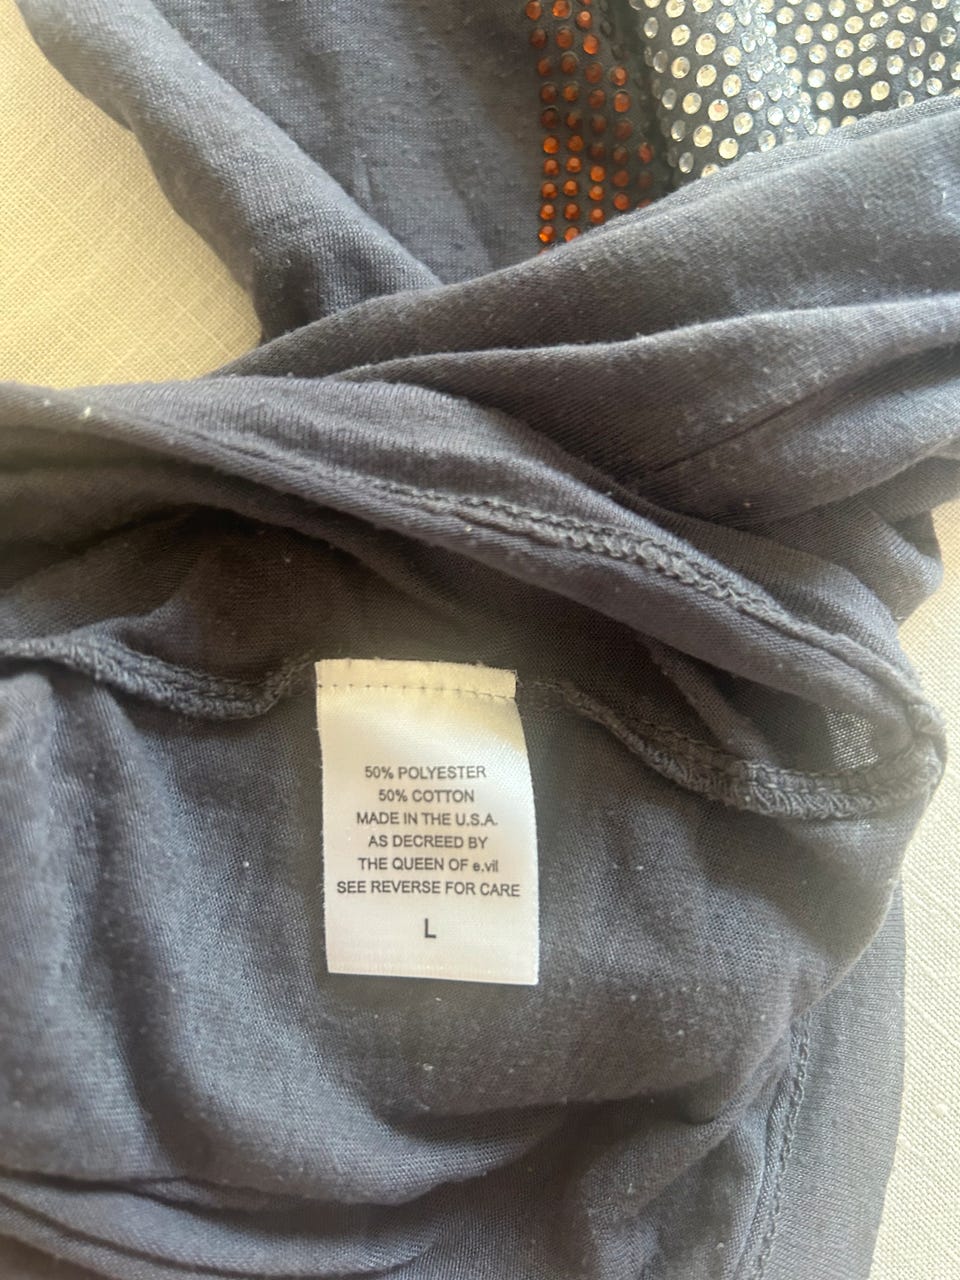 50% POLYESTER
50% COTTON
MADE IN THE U.S.A.
AS DECREED BY
THE QUEEN OF e.vil
SEE REVERSE FOR CARE
L